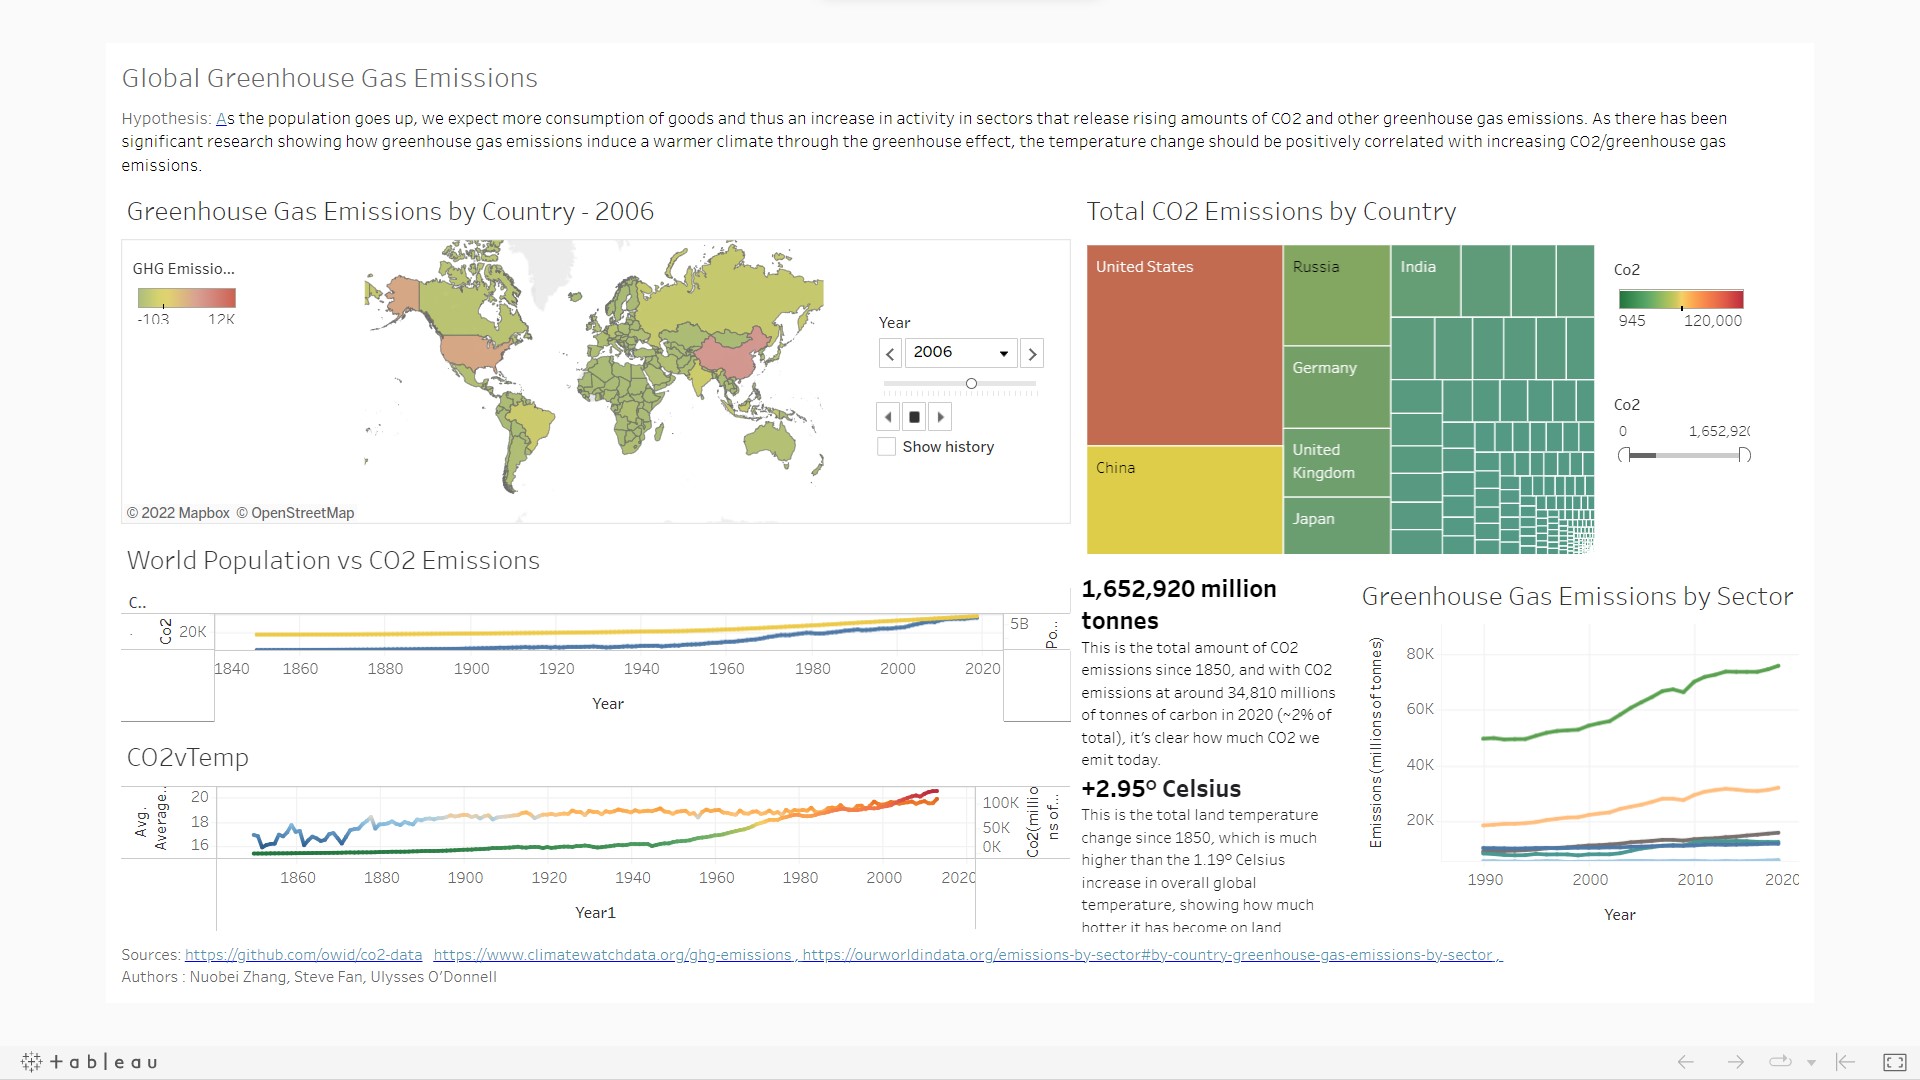 Global Greenhouse Gas Emissions
Hypothesis: As the population goes up, we expect more consumption of goods and thus an increase in activity in sectors that release rising amounts of CO2 and other greenhouse gas emissions. As there has been
significant research showing how greenhouse gas emissions induce a warmer climate through the greenhouse effect, the temperature change should be positively correlated with increasing CO2/greenhouse gas
emissions.
Greenhouse Gas Emissions by Country - 2006
GHG Emissio...
-103 12K
Year
2006
Show history
© 2022 Mapbox © OpenStreetMap
Total CO2 Emissions by Country
United States
China
Russia
Germany
United
Kingdom
Japan
India
Co2
945 120,000
Co2
0 1,652,920
World Population vs CO2 Emissions
C..
Co2
20K
5B
Po...
1840 1860 1880 1900 1920 1940 1960 1980 2000 2020
Year
CO2vTemp
Avg.
Average..
20
18
16
100K
50K
0K
Co2(millio
ns of...
1860 1880 1900 1920 1940 1960 1980 2000 2020
Year1
1,652,920 million
tonnes
This is the total amount of CO2
emissions since 1850, and with CO2
emissions at around 34,810 millions
of tonnes of carbon in 2020 (~2% of
total), it's clear how much CO2 we
emit today.
+2.95º Celsius
This is the total land temperature
change since 1850, which is much
higher than the 1.19º Celsius
increase in overall global
temperature, showing how much
hotter it has become on land
Greenhouse Gas Emissions by Sector
Emissions (millions of tonnes)
80K
60K
40K
20K
1990 2000 2010 2020
Year
Sources: https://github.com/owid/co2-data https://www.climatewatchdata.org/ghg-emissions , https://ourworldindata.org/emissions-by-sector#by-country-greenhouse-gas-emissions-by-sector ,
Authors : Nuobei Zhang, Steve Fan, Ulysses O'Donnell
+ a b l e a u